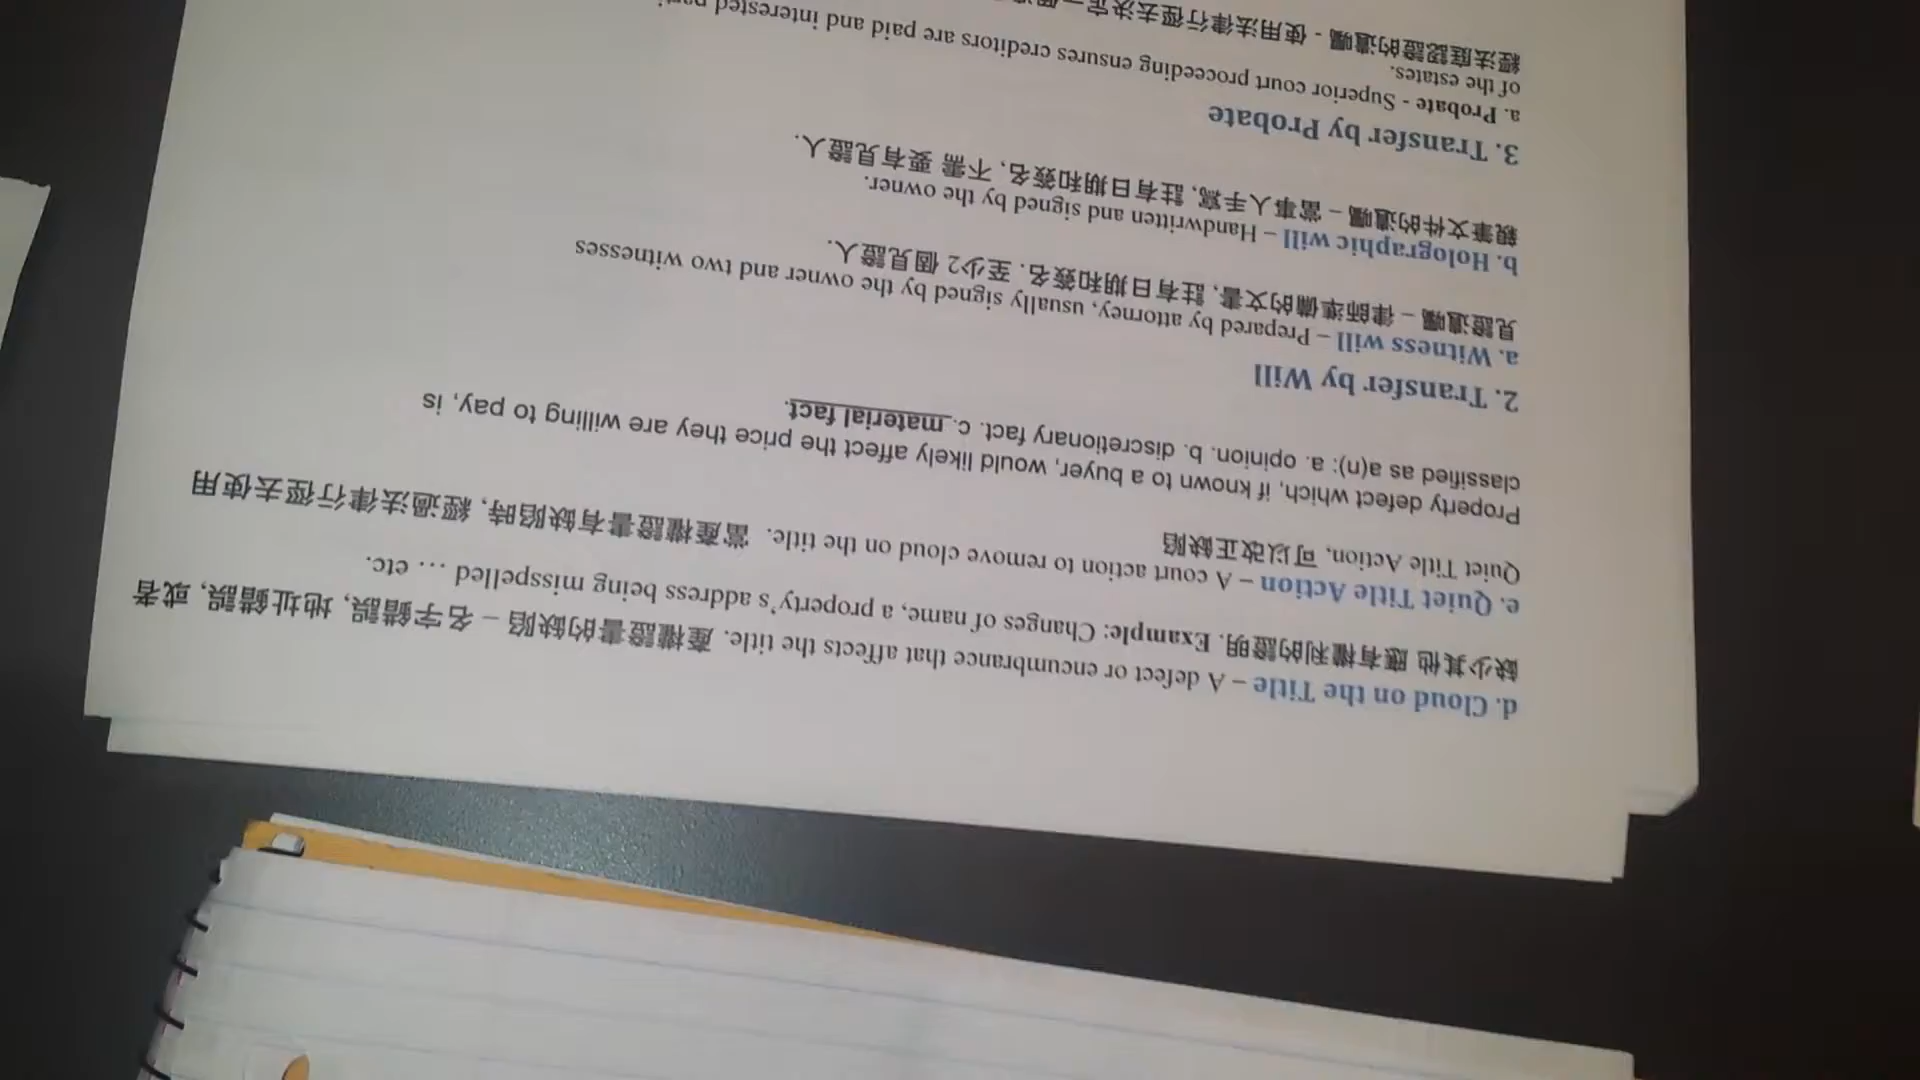 d. Cloud on the Title – A defect or encumbrance that affects the title. 產權證書的缺陷 – 名字錯誤, 地址錯誤, 或者
缺少其他 應有權利的證明. Example: Changes of name, a property's address being misspelled … etc.
e. Quiet Title Action – A court action to remove cloud on the title. 當產權證書有缺陷時, 經過法律行徑去使用
Quiet Title Action, 可以改正缺陷
Property defect which, if known to a buyer, would likely affect the price they are willing to pay, is
classified as a(n): a. opinion. b. discretionary fact. c. material fact.
2. Transfer by Will
a. Witness will – Prepared by attorney, usually signed by the owner and two witnesses
見證遺囑 – 律師準備的文書, 註有日期和簽名. 至少2 個見證人.
b. Holographic will – Handwritten and signed by the owner.
親筆文件的遺囑 – 當事人手寫, 註有日期和簽名, 不需 要有見證人.
3. Transfer by Probate
a. Probate - Superior court proceeding ensures creditors are paid and interested
of the estates.
經法庭認證的遺囑 - 使用法律行徑去決定一個